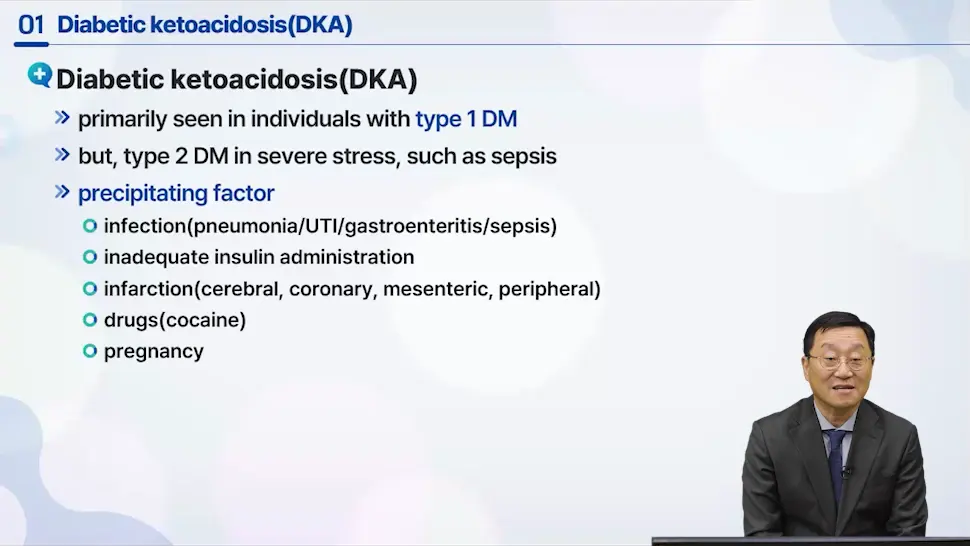 01 Diabetic ketoacidosis(DKA)
Diabetic ketoacidosis(DKA)
primarily seen in individuals with type 1 DM
but, type 2 DM in severe stress, such as sepsis
precipitating factor
infection(pneumonia/UTI/gastroenteritis/sepsis)
inadequate insulin administration
infarction(cerebral, coronary, mesenteric, peripheral)
drugs(cocaine)
pregnancy